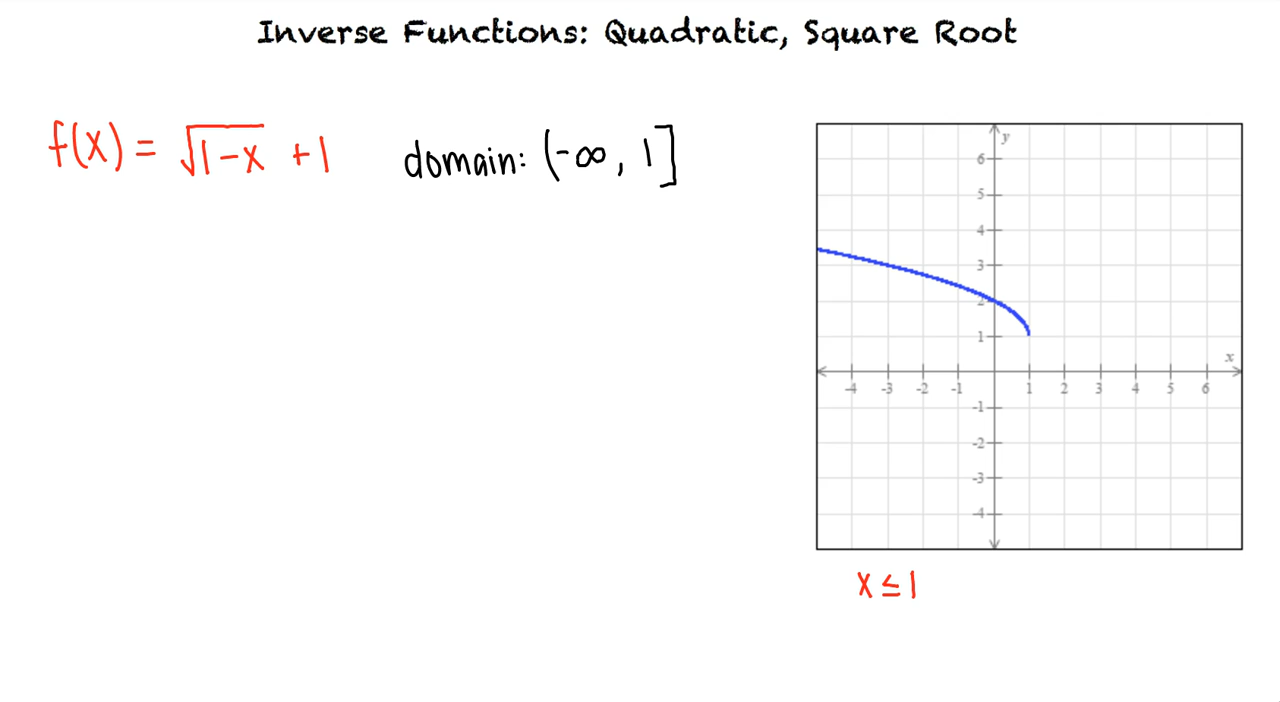 Inverse Functions: Quadratic, Square Root
f(x) = √(1-x) + 1 domain: (-∞, 1]
y
6
5
4
3
2
1
x
-4 -3 -2 -1 1 2 3 4 5 6
-1
-2
-3
-4
x ≤ 1